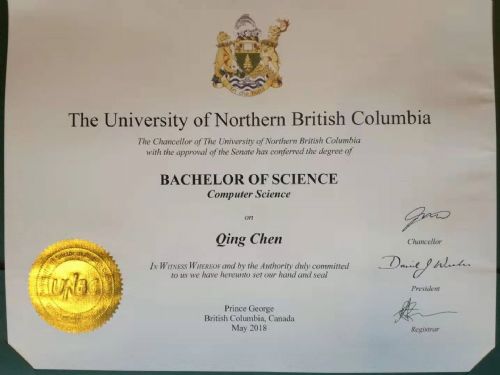 The University of Northern British Columbia
The Chancellor of The University of Northern British Columbia
with the approval of the Senate has conferred the degree of
BACHELOR OF SCIENCE
Computer Science
on
Qing Chen
IN WITNESS WHEREOF and by the Authority duly committed
to us we have hereunto set our hand and seal
Prince George
British Columbia, Canada
May 2018
Chancellor
President
Registrar
UNBC